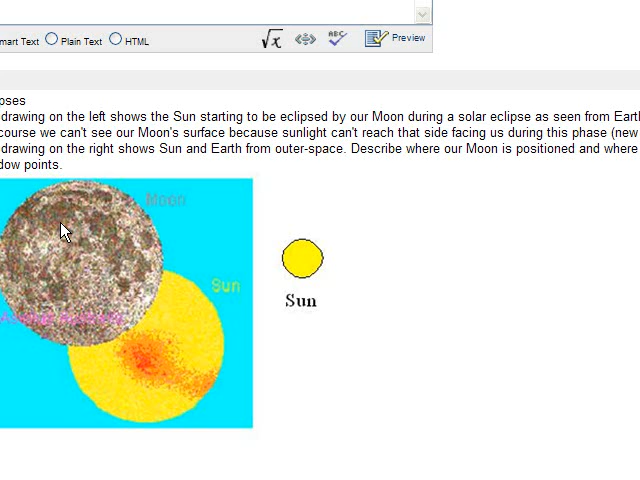 mart Text Plain Text HTML ABC Preview
pses
drawing on the left shows the Sun starting to be eclipsed by our Moon during a solar eclipse as seen from Eart
course we can't see our Moon's surface because sunlight can't reach that side facing us during this phase (new
drawing on the right shows Sun and Earth from outer-space. Describe where our Moon is positioned and where
dow points.
Moon
Sun
Sun